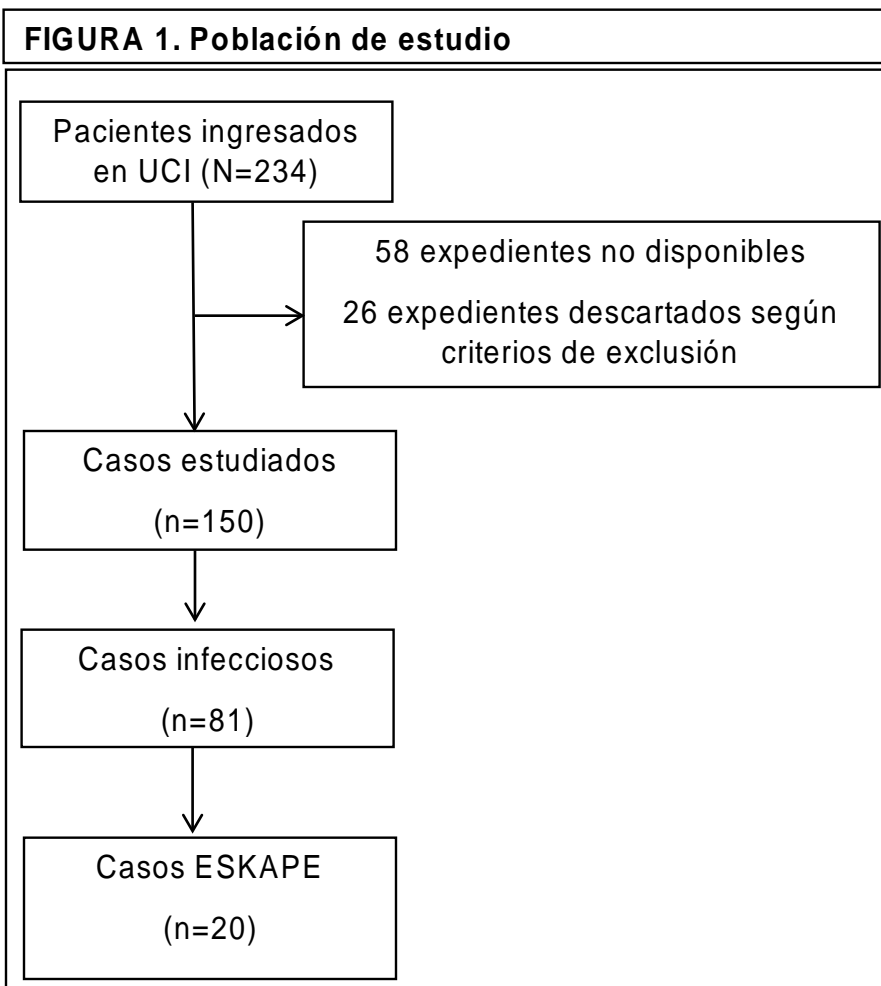 FIGURA 1. Población de estudio
Pacientes ingresados
en UCI (N=234)
58 expedientes no disponibles
26 expedientes descartados según
criterios de exclusión
Casos estudiados
(n=150)
Casos infecciosos
(n=81)
Casos ESKAPE
(n=20)